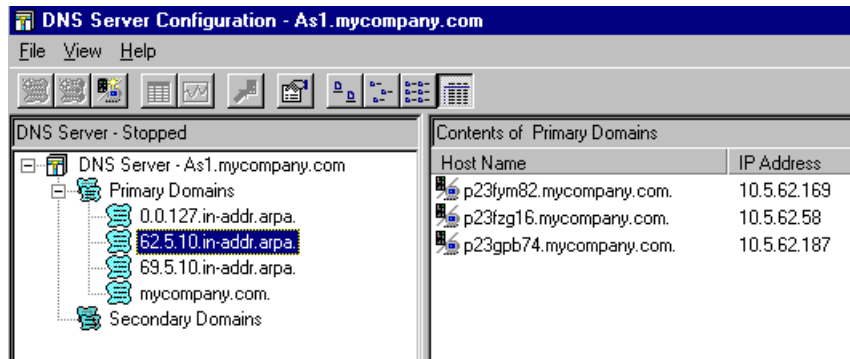 DNS Server Configuration - As1.mycompany.com
File View Help
DNS Server - Stopped
DNS Server - As1.mycompany.com
Primary Domains
0.0.127.in-addr.arpa.
62.5.10.in-addr.arpa.
69.5.10.in-addr.arpa.
mycompany.com.
Secondary Domains
Contents of Primary Domains
Host Name IP Address
p23fym82.mycompany.com. 10.5.62.169
p23fzg16.mycompany.com. 10.5.62.58
p23gpb74.mycompany.com. 10.5.62.187